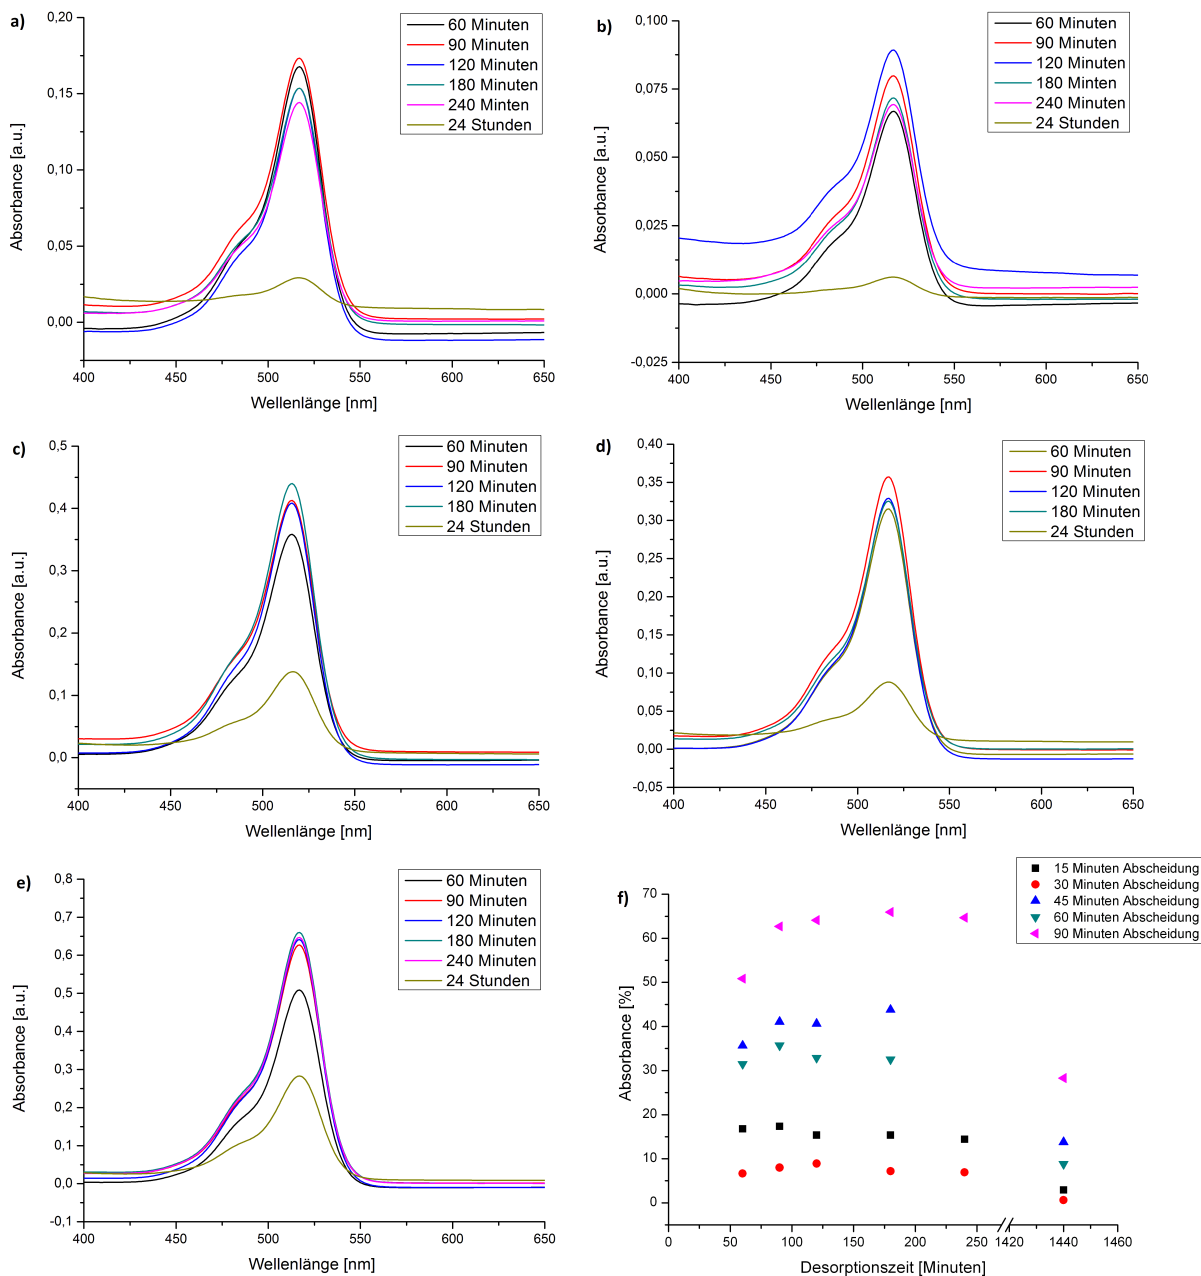 a)
0,20
0,15
0,10
0,05
0,00
Absorbance [a.u.]
400 450 500 550 600 650
Wellenlänge [nm]
60 Minuten
90 Minuten
120 Minuten
180 Minuten
240 Minten
24 Stunden
b)
0,100
0,075
0,050
0,025
0,000
-0,025
Absorbance [a.u.]
400 450 500 550 600 650
Wellenlänge [nm]
60 Minuten
90 Minuten
120 Minuten
180 Minten
240 Minuten
24 Stunden
c)
0,5
0,4
0,3
0,2
0,1
0,0
Absorbance [a.u.]
400 450 500 550 600 650
Wellenlänge [nm]
60 Minuten
90 Minuten
120 Minuten
180 Minuten
24 Stunden
d)
0,40
0,35
0,30
0,25
0,20
0,15
0,10
0,05
0,00
-0,05
Absorbance [a.u.]
400 450 500 550 600 650
Wellenlänge [nm]
60 Minuten
90 Minuten
120 Minuten
180 Minuten
24 Stunden
e)
0,8
0,7
0,6
0,5
0,4
0,3
0,2
0,1
0,0
-0,1
Absorbance [a.u.]
400 450 500 550 600 650
Wellenlänge [nm]
60 Minuten
90 Minuten
120 Minuten
180 Minuten
240 Minuten
24 Stunden
f)
70
60
50
40
30
20
10
0
Absorbance [%]
0 50 100 150 200 250 1420 1440 1460
Desorptionszeit [Minuten]
15 Minuten Abscheidung
30 Minuten Abscheidung
45 Minuten Abscheidung
60 Minuten Abscheidung
90 Minuten Abscheidung